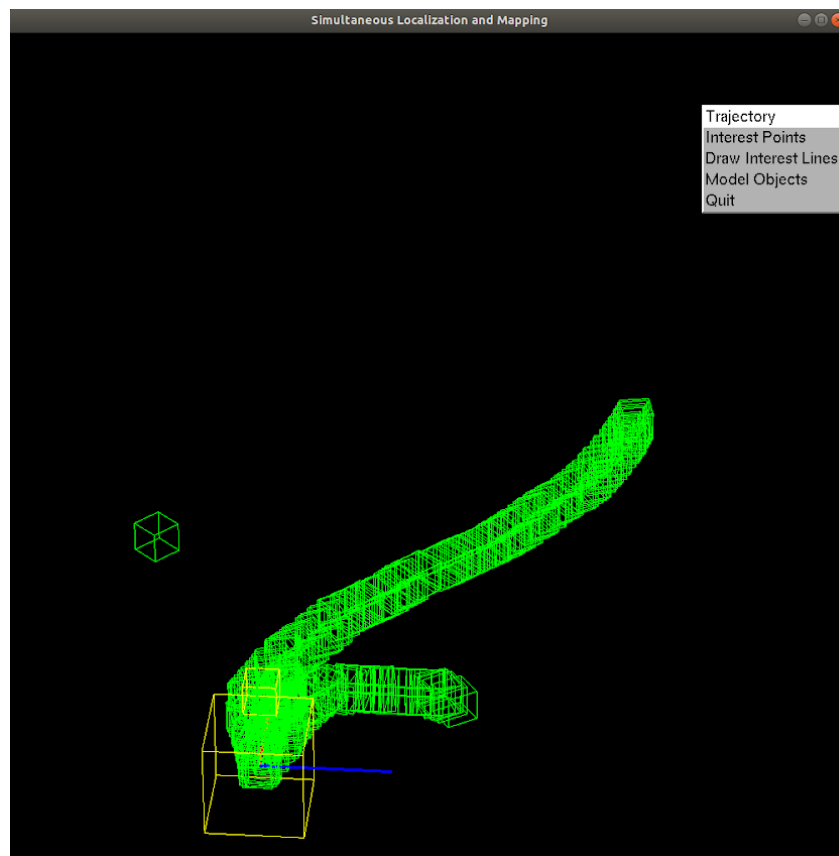 Simultaneous Localization and Mapping
Trajectory
Interest Points
Draw Interest Lines
Model Objects
Quit